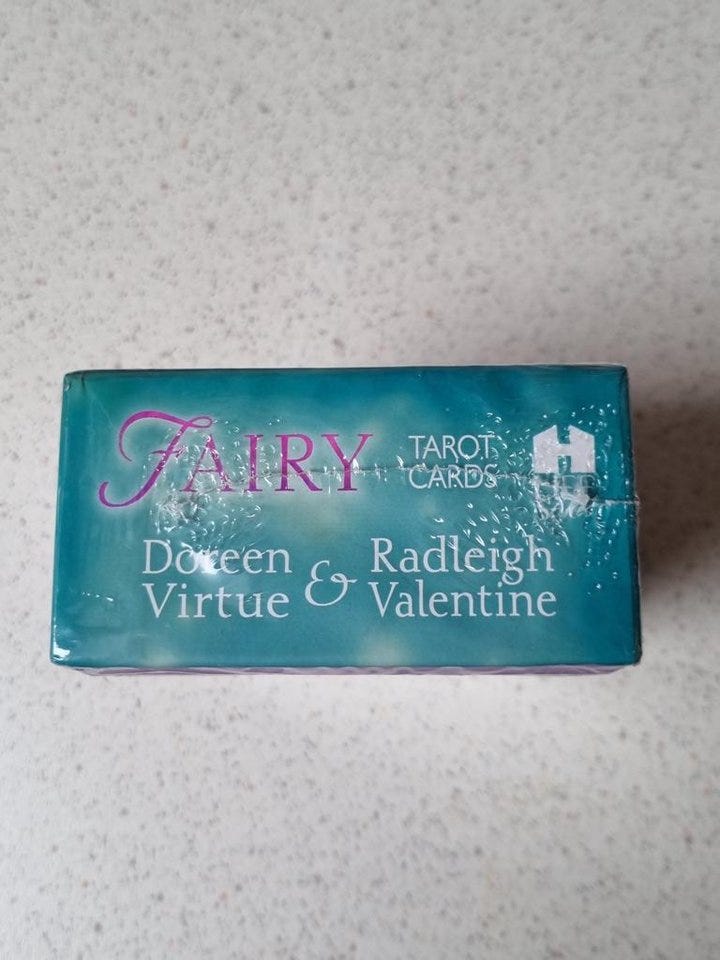 FAIRY TAROT CARDS
Doreen Virtue & Radleigh Valentine